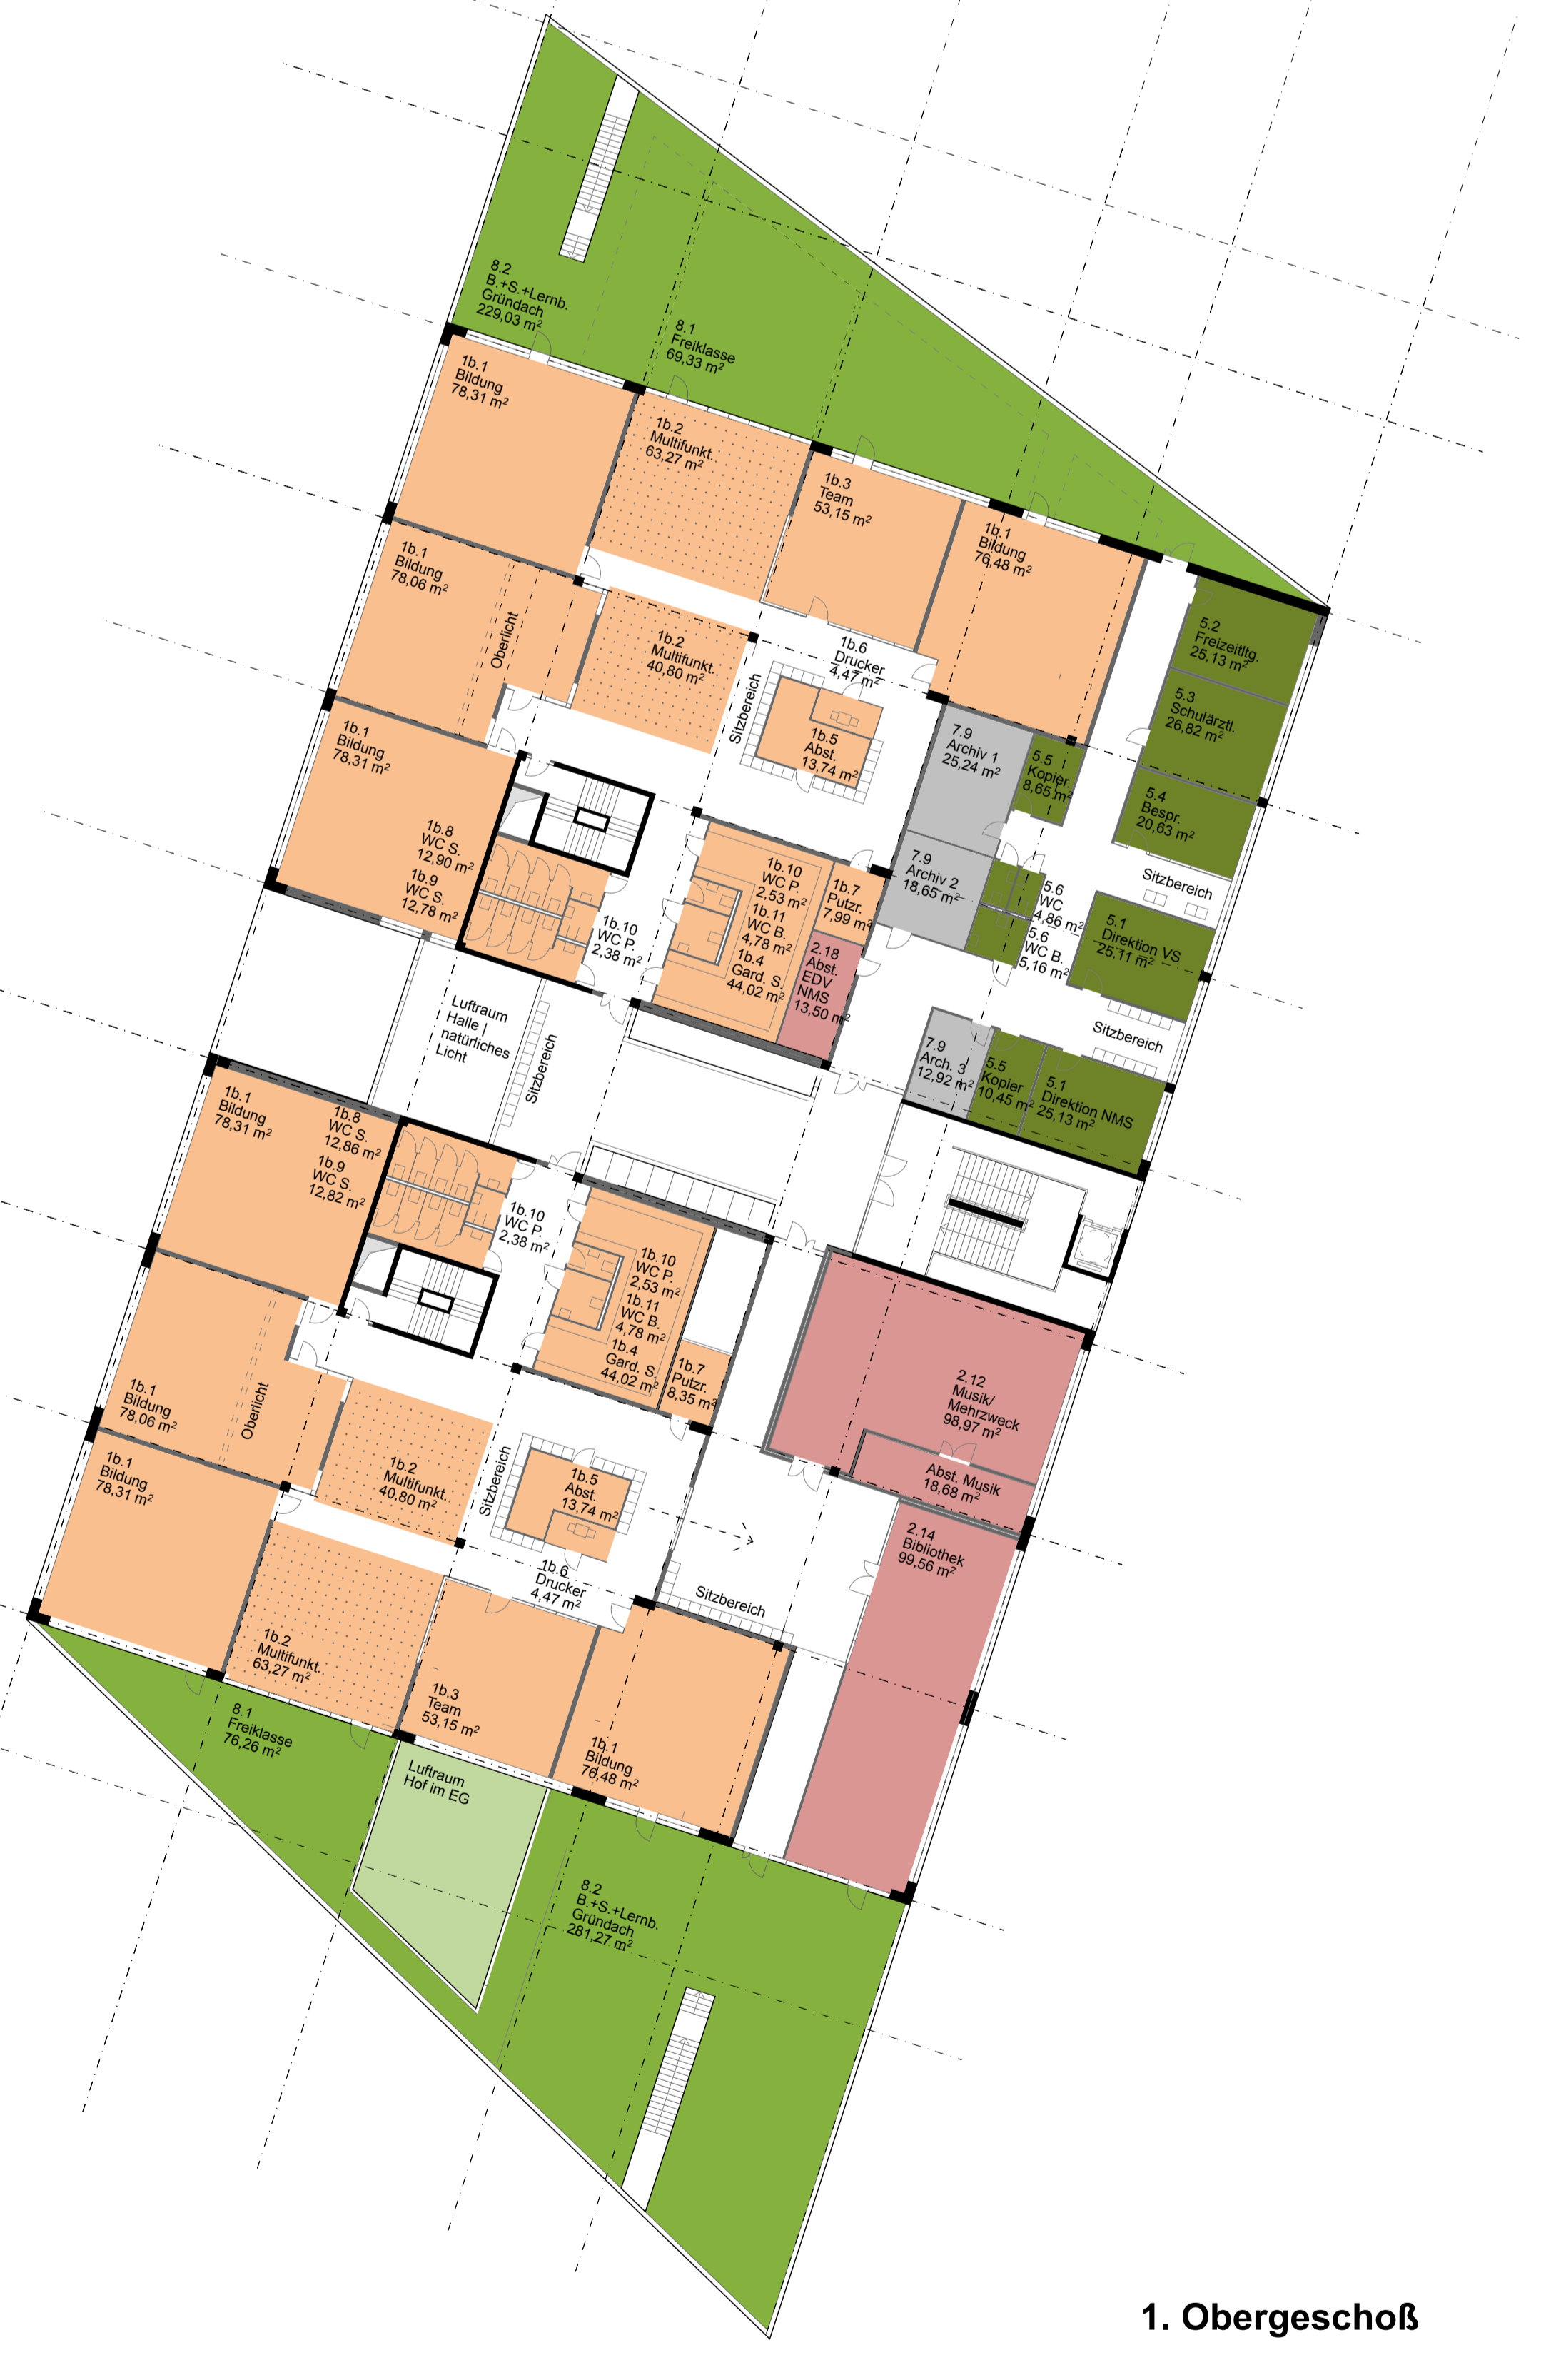 8.2
B.+S.+Lernb.
Gründach
229,03 m²
8.1
Freiklasse
69,33 m²
1b.1
Bildung
78,31 m²
1b.2
Multifunkt.
63,27 m²
1b.3
Team
53,15 m²
1b.1
Bildung
76,48 m²
1b.1
Bildung
78,06 m²
Oberlicht
1b.2
Multifunkt.
40,80 m²
Sitzbereich
1b.6
Drucker
4,47 m²
1b.5
Abst.
13,74 m²
5.2
Freizeitltg.
25,13 m²
5.3
Schulärztl.
26,82 m²
5.4
Bespr.
20,63 m²
1b.1
Bildung
78,31 m²
7.9
Archiv 1
25,24 m²
5.5
Kopier.
8,65 m²
1b.8
WC S.
12,90 m²
1b.9
WC S.
12,78 m²
1b.10
WC P.
2,38 m²
1b.10
WC P.
2,53 m²
1b.11
WC B.
4,78 m²
1b.4
Gard. S.
44,02 m²
1b.7
Putzr.
7,99 m²
2.18
Abst.
EDV
NMS
13,50 m²
7.9
Archiv 2
18,65 m²
5.6
WC
4,86 m²
5.6
WC B.
5,16 m²
Sitzbereich
5.1
Direktion VS
25,11 m²
Sitzbereich
Luftraum
Halle |
natürliches
Licht
Sitzbereich
7.9
Arch. 3
12,92 m²
5.5
Kopier
10,45 m²
5.1
Direktion NMS
25,13 m²
1b.1
Bildung
78,31 m²
1b.8
WC S.
12,86 m²
1b.9
WC S.
12,82 m²
1b.10
WC P.
2,38 m²
1b.10
WC P.
2,53 m²
1b.11
WC B.
4,78 m²
1b.4
Gard. S.
44,02 m²
1b.7
Putzr.
8,35 m²
2.12
Musik/
Mehrzweck
98,97 m²
Abst. Musik
18,68 m²
1b.1
Bildung
78,06 m²
Oberlicht
1b.2
Multifunkt.
40,80 m²
Sitzbereich
1b.5
Abst.
13,74 m²
1b.6
Drucker
4,47 m²
Sitzbereich
2.14
Bibliothek
99,56 m²
1b.1
Bildung
78,31 m²
1b.2
Multifunkt.
63,27 m²
1b.3
Team
53,15 m²
1b.1
Bildung
76,48 m²
8.1
Freiklasse
76,26 m²
Luftraum
Hof im EG
8.2
B.+S.+Lernb.
Gründach
281,27 m²
1. Obergeschoß